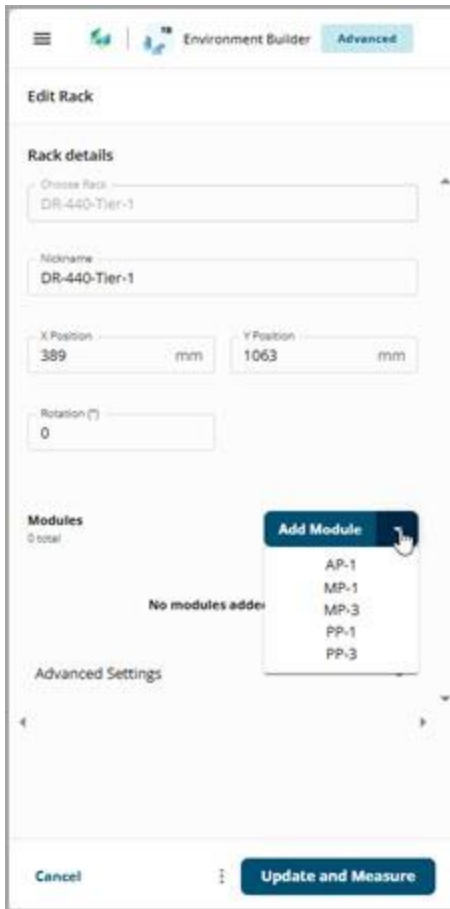 Environment Builder Advanced
Edit Rack
Rack details
Choose Rack
DR-440-Tier-1
Nickname
DR-440-Tier-1
X Position Y Position
389 mm 1063 mm
Rotation (°)
0
Modules
0 total
Add Module
AP-1
MP-1
MP-3
PP-1
PP-3
No modules added
Advanced Settings
Cancel Update and Measure